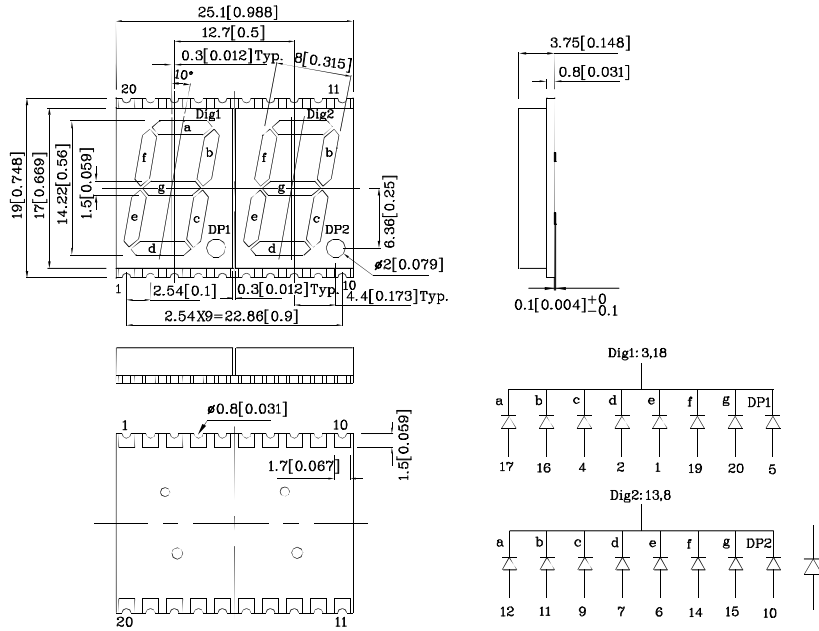 25.1[0.988]
12.7[0.5]
0.3[0.012]Typ.
8[0.315]
10°
20
11
Dig1
Dig2
a
f
b
g
e
c
d
DP1
f
b
g
e
c
d
DP2
19[0.748]
17[0.669]
14.22[0.56]
1.5[0.059]
6.36[0.25]
ø2[0.079]
1
10
2.54[0.1]
0.3[0.012]Typ.
4.4[0.173]Typ.
2.54X9=22.86[0.9]
3.75[0.148]
0.8[0.031]
0.1[0.004]+0 -0.1
1
ø0.8[0.031]
10
1.7[0.067]
1.5[0.059]
20
11
Dig1: 3,18
a b c d e f g DP1
17 16 4 2 1 19 20 5
Dig2: 13,8
a b c d e f g DP2
12 11 9 7 6 14 15 10